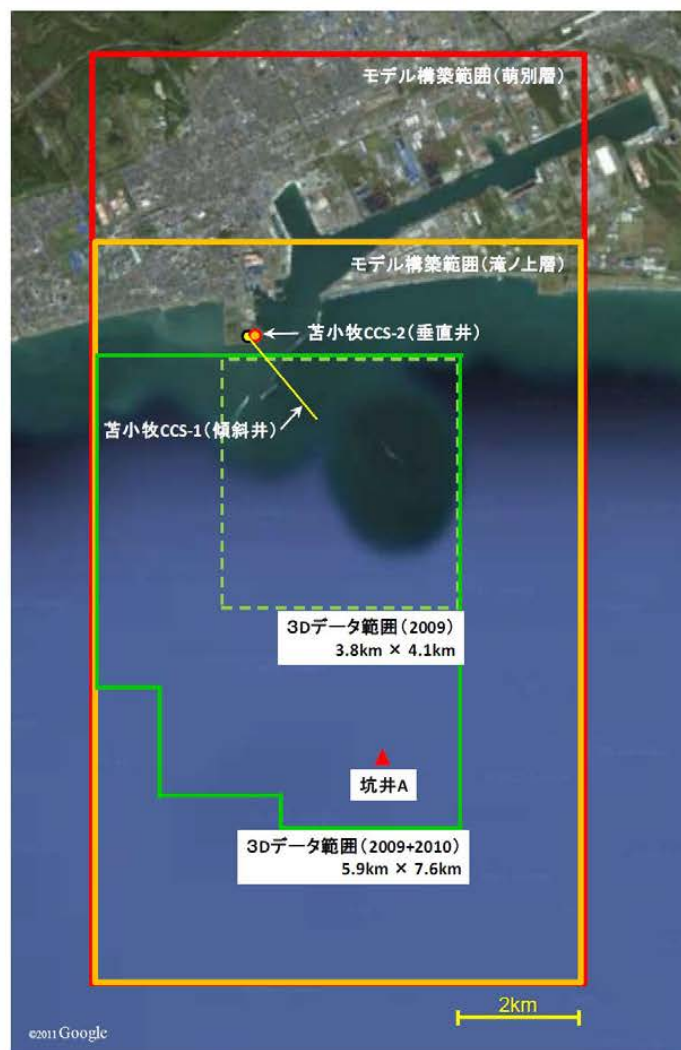 モデル構築範囲(萌別層)
モデル構築範囲(滝ノ上層)
苫小牧CCS-2(垂直井)
苫小牧CCS-1(傾斜井)
3Dデータ範囲(2009)
3.8km × 4.1km
坑井A
3Dデータ範囲(2009+2010)
5.9km × 7.6km
2km
©2011 Google